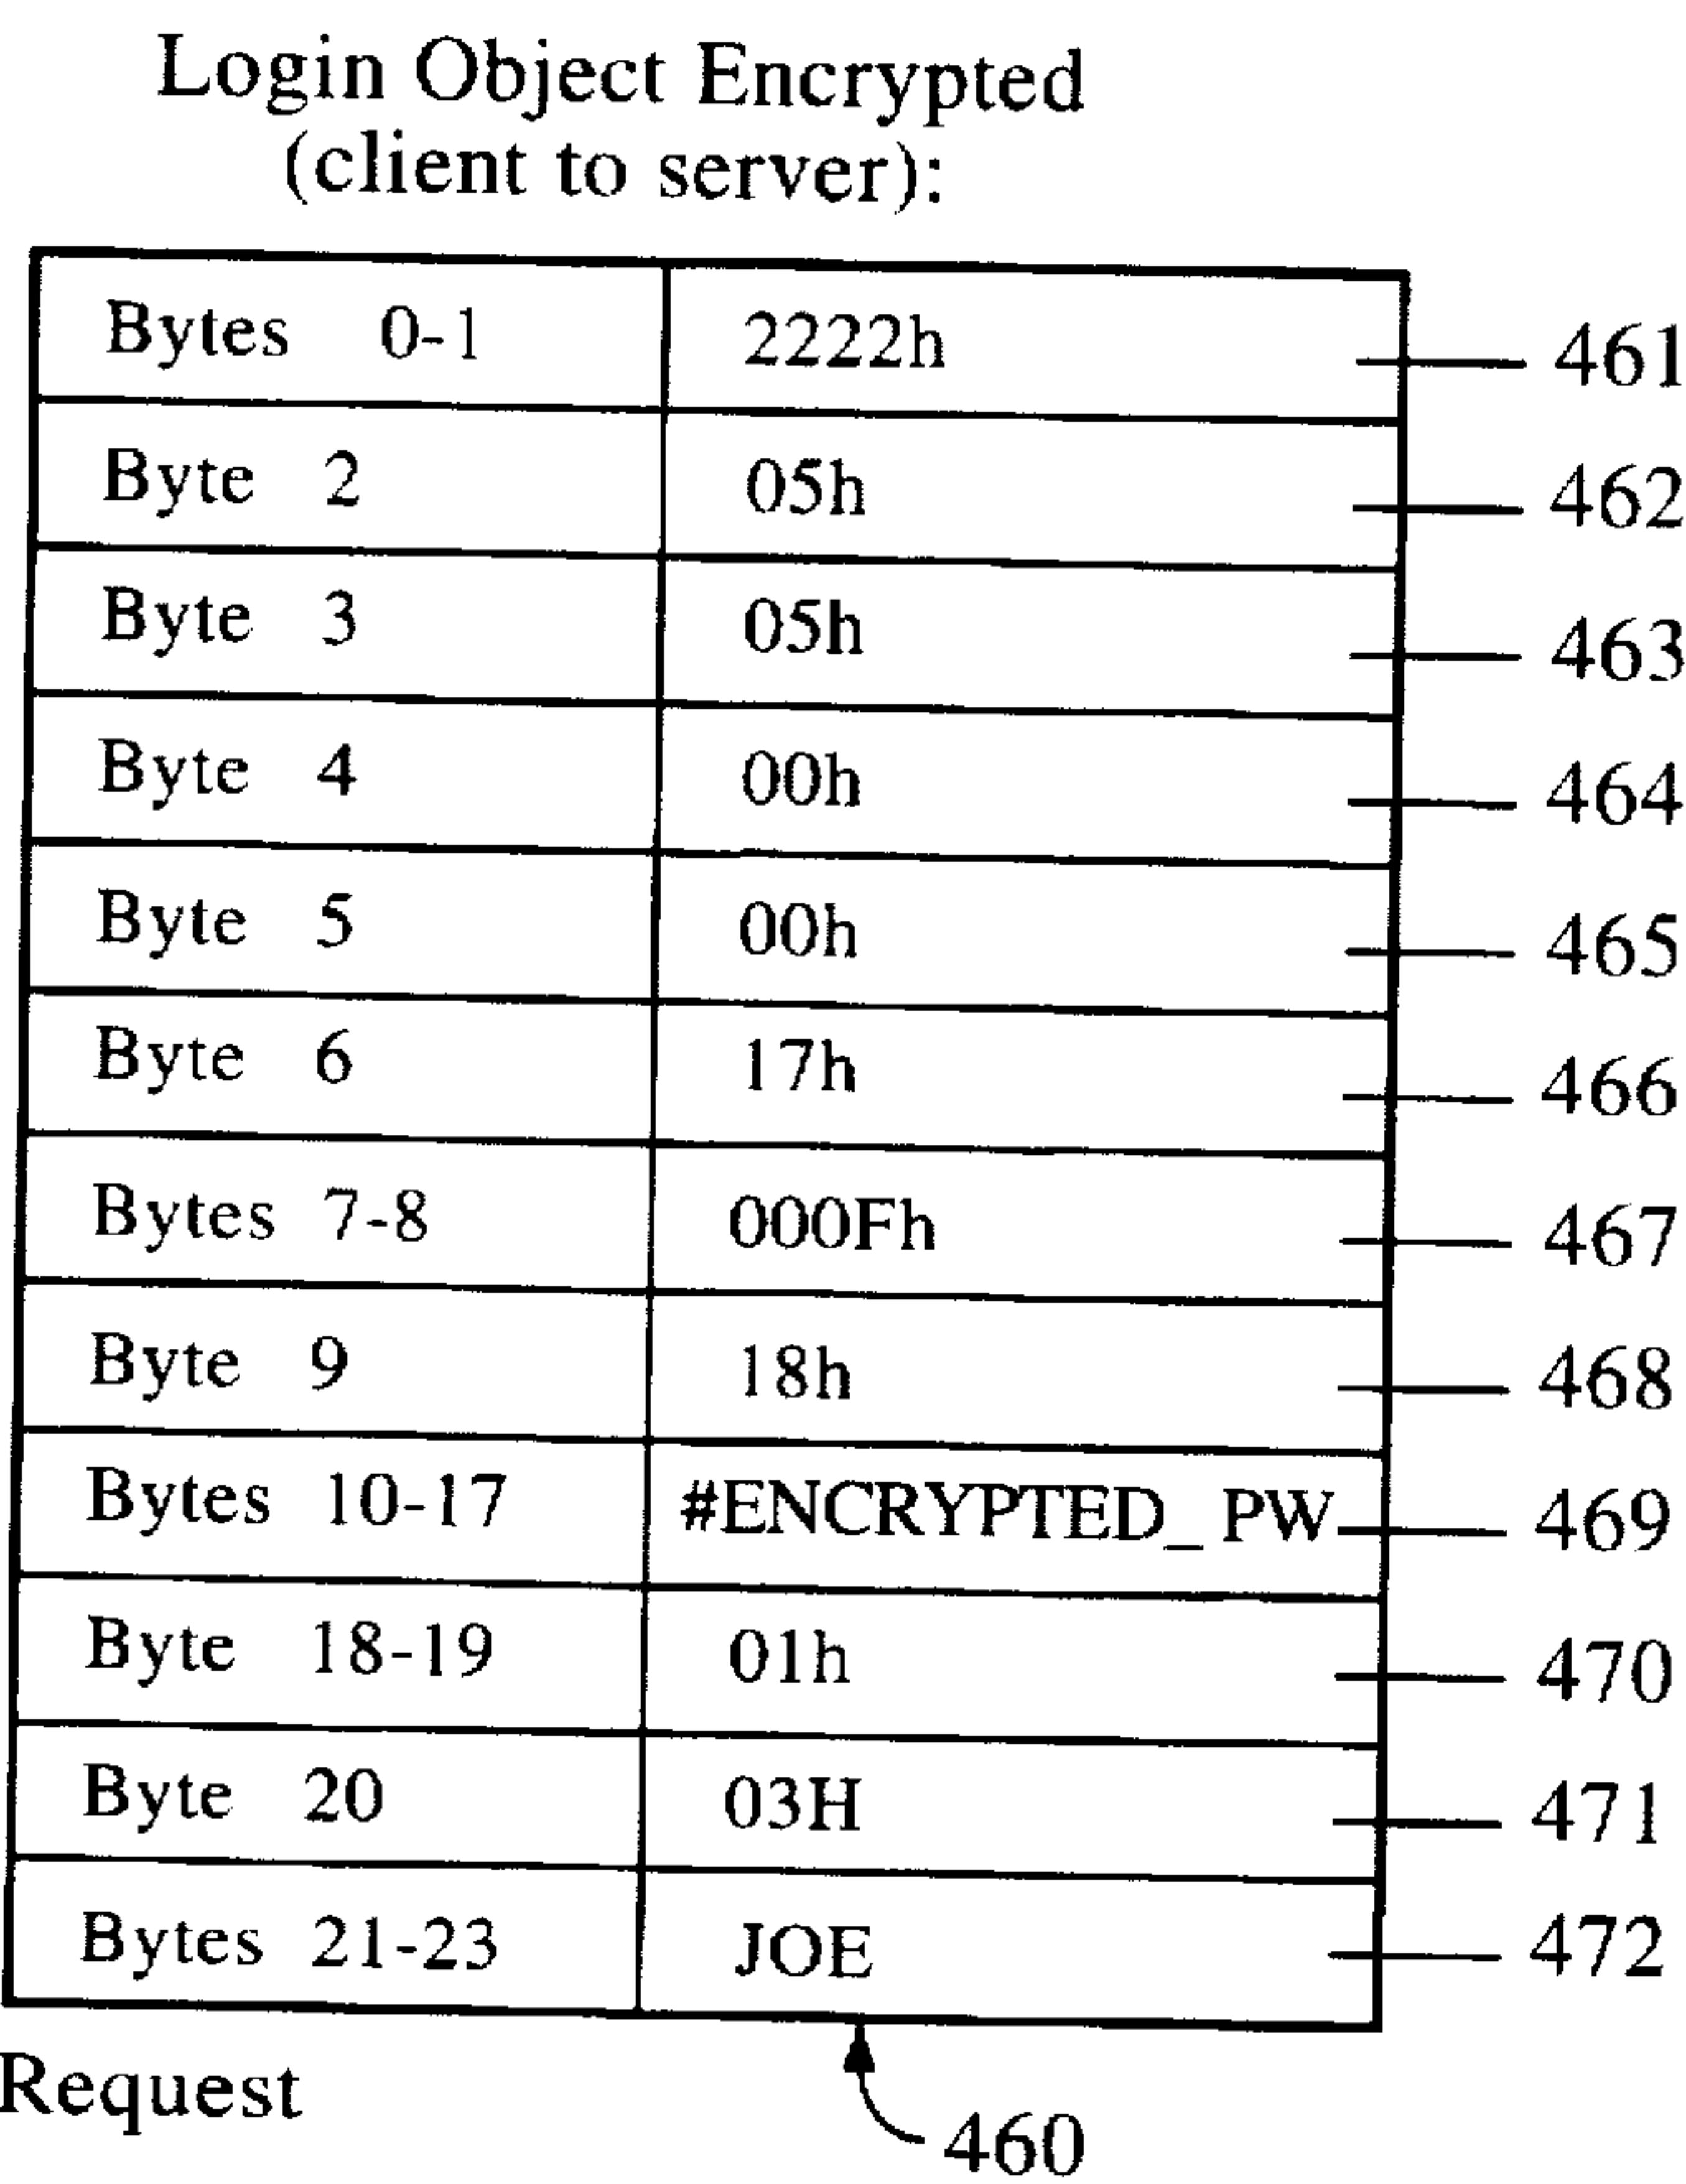 Login Object Encrypted
(client to server):
Bytes 0-1 2222h 461
Byte 2 05h 462
Byte 3 05h 463
Byte 4 00h 464
Byte 5 00h 465
Byte 6 17h 466
Bytes 7-8 000Fh 467
Byte 9 18h 468
Bytes 10-17 #ENCRYPTED_PW 469
Byte 18-19 01h 470
Byte 20 03H 471
Bytes 21-23 JOE 472
Request
460